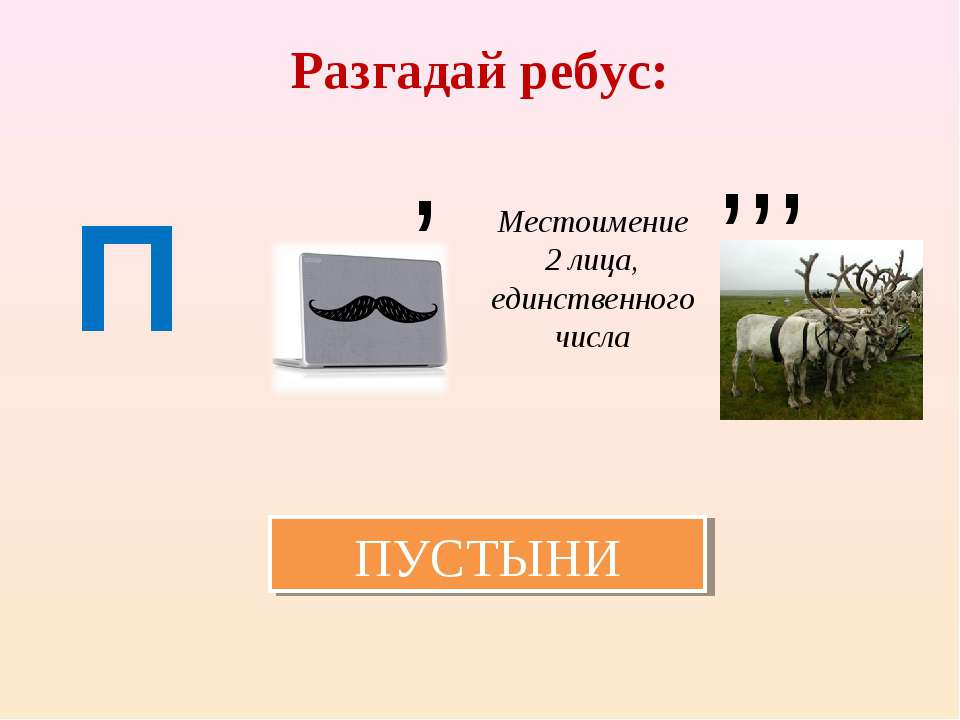 Разгадай ребус:
П
,
,,,
Местоимение
2 лица,
единственного
числа
ПУСТЫНИ